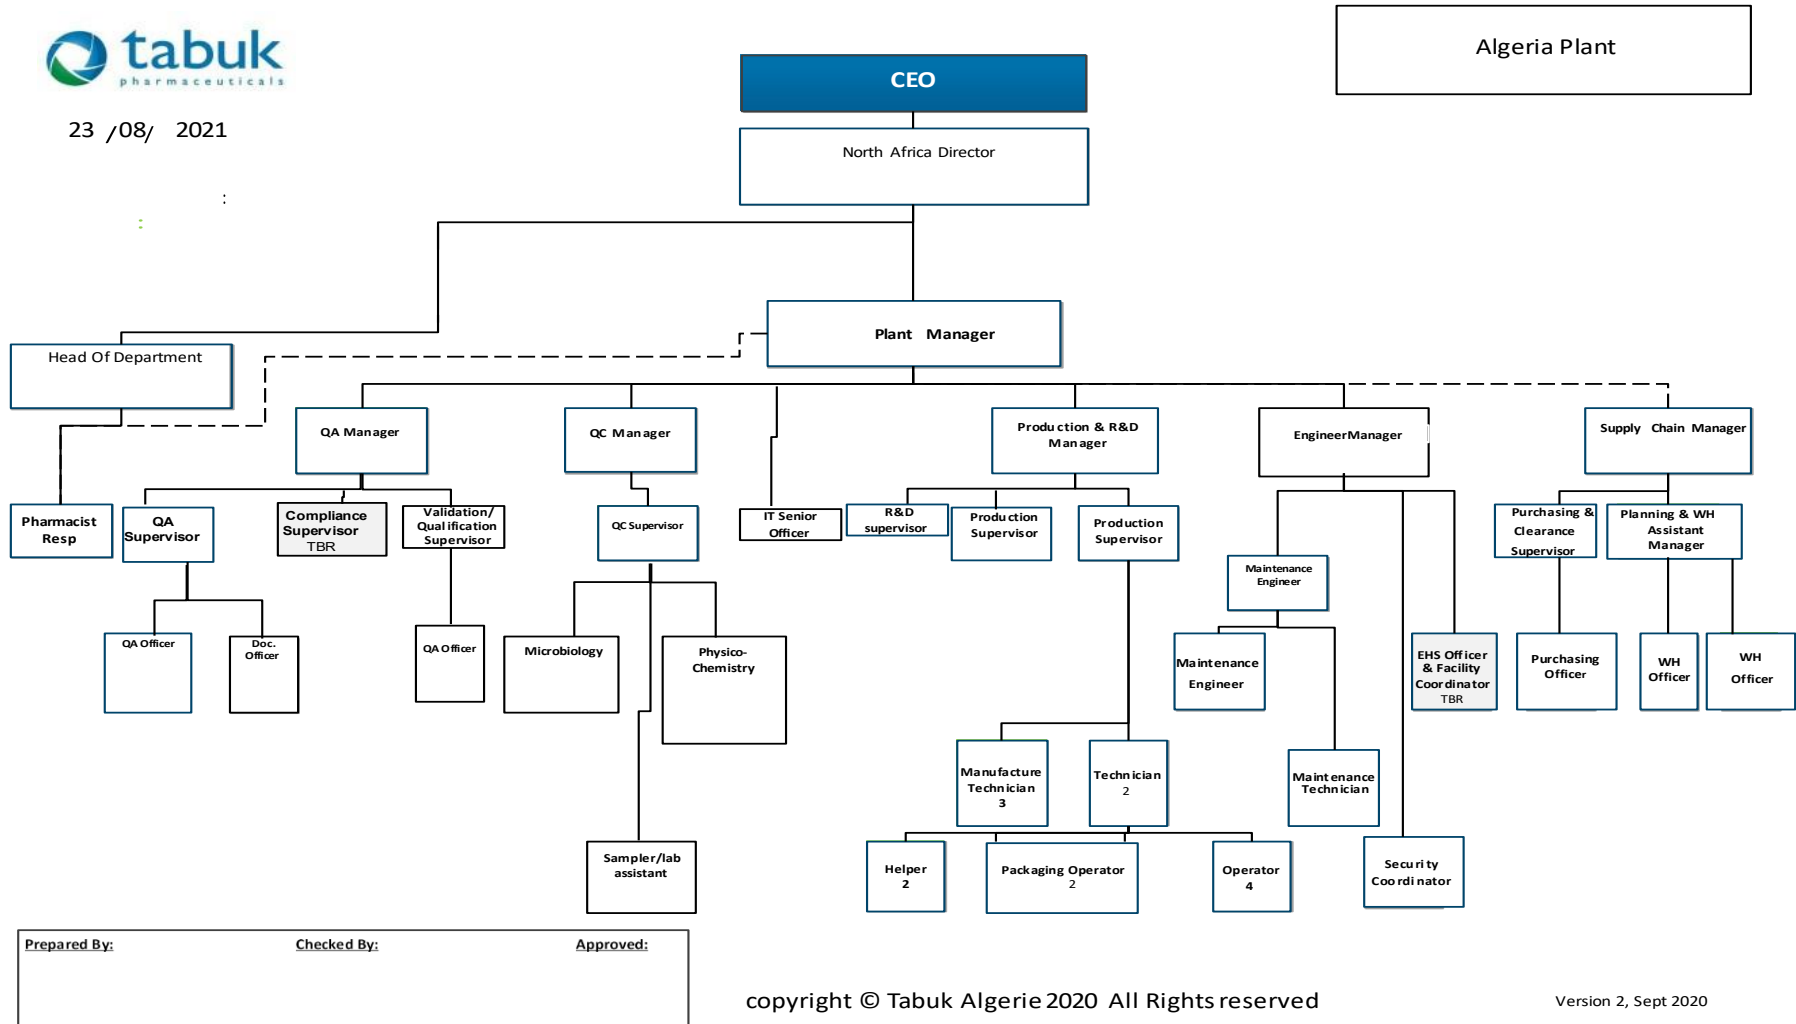 tabuk
pharmaceuticals
Algeria Plant
23 /08/ 2021
:
:
CEO
North Africa Director
Plant Manager
Head Of Department
QA Manager
QC Manager
Production & R&D
Manager
EngineerManager
Supply Chain Manager
Pharmacist
Resp
QA
Supervisor
Compliance
Supervisor
TBR
Validation/
Qualification
Supervisor
QC Supervisor
IT Senior
Officer
R&D
supervisor
Production
Supervisor
Production
Supervisor
Purchasing &
Clearance
Supervisor
Planning & WH
Assistant
Manager
Maintenance
Engineer
QA Officer
Doc.
Officer
QA Officer
Microbiology
Physico-
Chemistry
Maintenance
Engineer
EHS Officer
& Facility
Coordinator
TBR
Purchasing
Officer
WH
Officer
WH
Officer
Manufacture
Technician
3
Technician
2
Maintenance
Technician
Sampler/lab
assistant
Helper
2
Packaging Operator
2
Operator
4
Security
Coordinator
Prepared By: Checked By: Approved:
copyright © Tabuk Algerie 2020 All Rights reserved
Version 2, Sept 2020